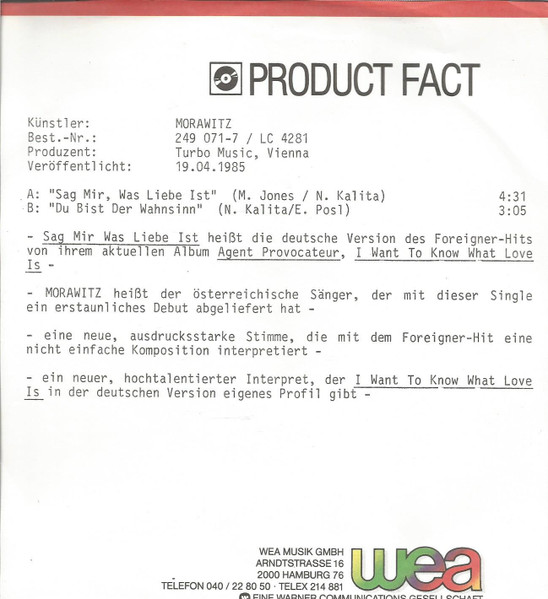 PRODUCT FACT
Künstler: MORAWITZ
Best.-Nr.: 249 071-7 / LC 4281
Produzent: Turbo Music, Vienna
Veröffentlicht: 19.04.1985
A: "Sag Mir, Was Liebe Ist" (M. Jones / N. Kalita) 4:31
B: "Du Bist Der Wahnsinn" (N. Kalita/E. Posl) 3:05
- Sag Mir Was Liebe Ist heißt die deutsche Version des Foreigner-Hits
von ihrem aktuellen Album Agent Provocateur, I Want To Know What Love
Is -
- MORAWITZ heißt der österreichische Sänger, der mit dieser Single
ein erstaunliches Debut abgeliefert hat -
- eine neue, ausdrucksstarke Stimme, die mit dem Foreigner-Hit eine
nicht einfache Komposition interpretiert -
- ein neuer, hochtalentierter Interpret, der I Want To Know What Love
Is in der deutschen Version eigenes Profil gibt -
WEA MUSIK GMBH
ARNDTSTRASSE 16
2000 HAMBURG 76
TELEFON 040 / 22 80 50 · TELEX 214 881
wea
EINE WARNER COMMUNICATIONS GESELLSCHAFT